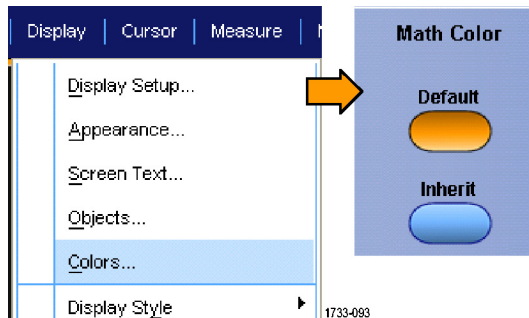 Display Cursor Measure
Display Setup...
Appearance...
Screen Text...
Objects...
Colors...
Display Style
Math Color
Default
Inherit
1733-093